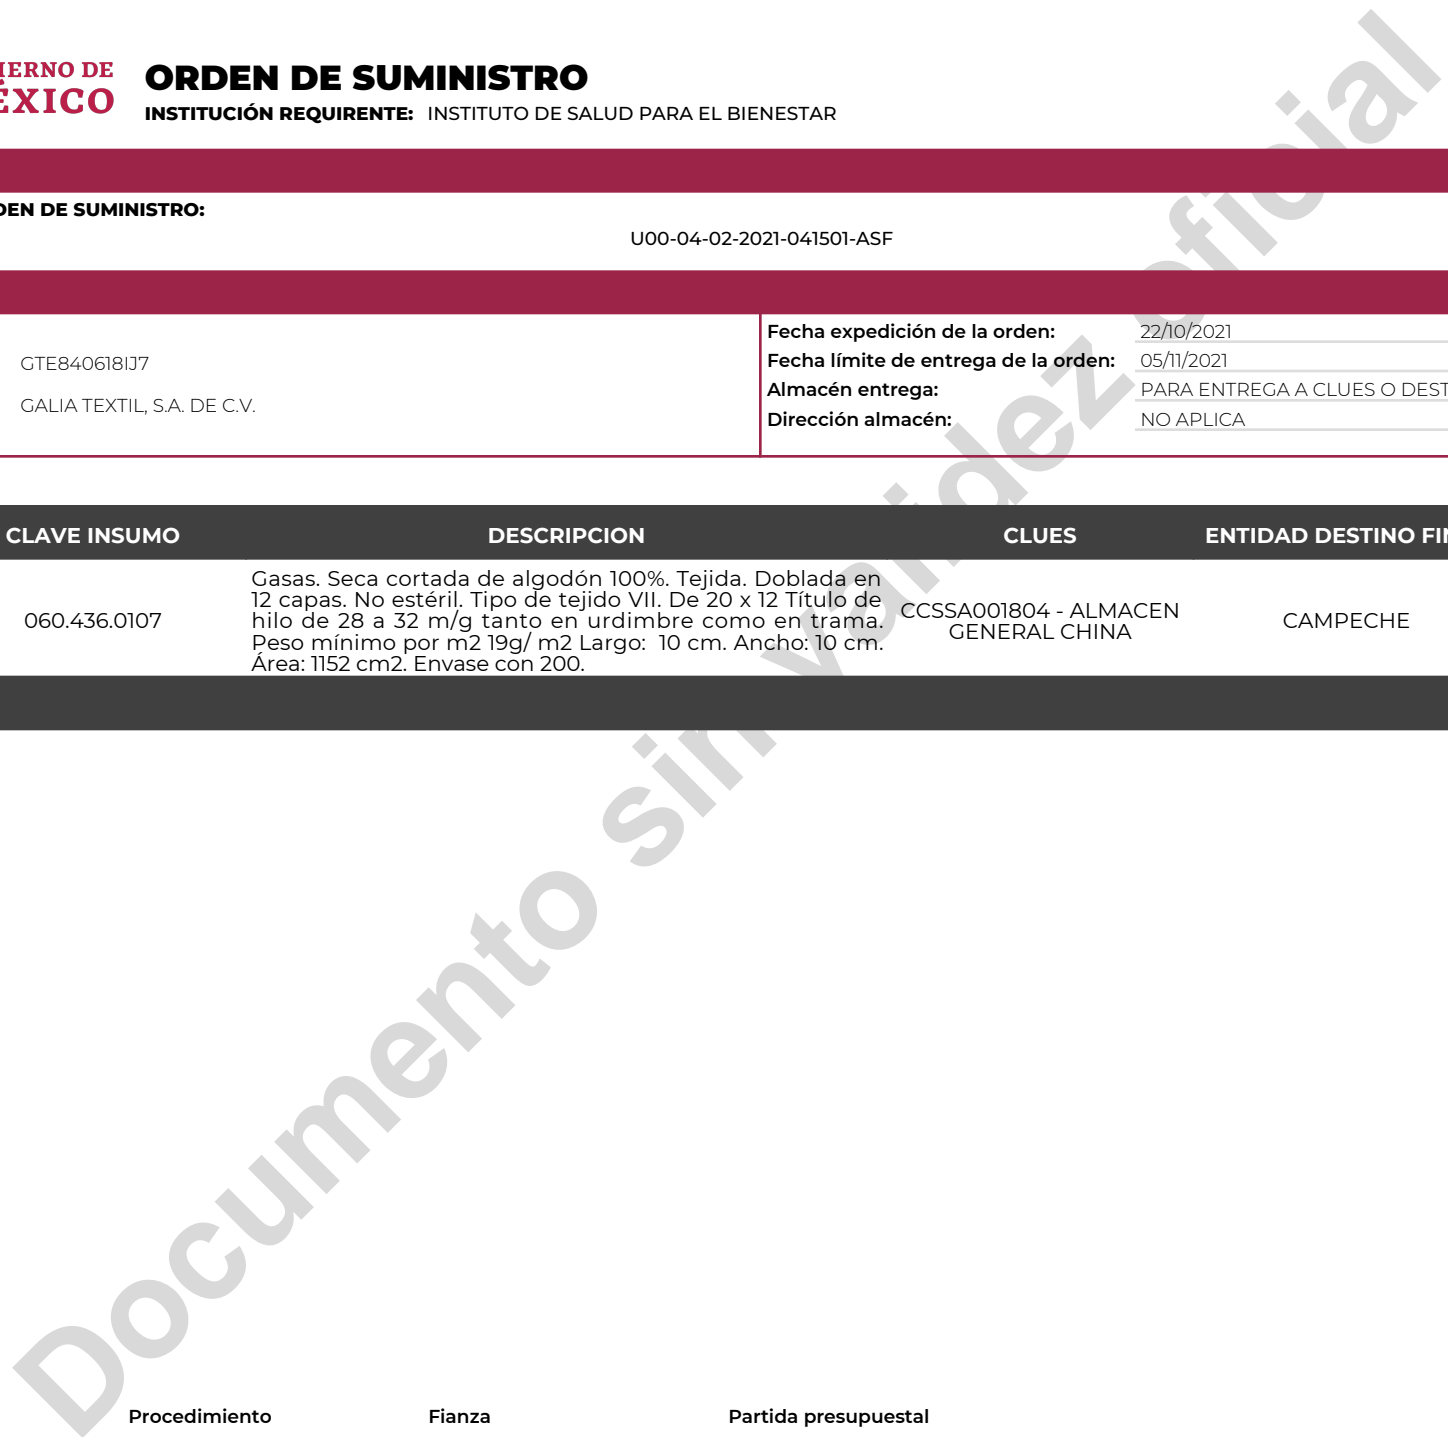 IERNO DE
ÉXICO
ORDEN DE SUMINISTRO
INSTITUCIÓN REQUIRENTE: INSTITUTO DE SALUD PARA EL BIENESTAR
DEN DE SUMINISTRO:
U00-04-02-2021-041501-ASF
GTE840618IJ7
GALIA TEXTIL, S.A. DE C.V.
Fecha expedición de la orden: 22/10/2021
Fecha límite de entrega de la orden: 05/11/2021
Almacén entrega: PARA ENTREGA A CLUES O DEST
Dirección almacén: NO APLICA
CLAVE INSUMO DESCRIPCION CLUES ENTIDAD DESTINO FIN
060.436.0107
Gasas. Seca cortada de algodón 100%. Tejida. Doblada en
12 capas. No estéril. Tipo de tejido VII. De 20 x 12 Título de
hilo de 28 a 32 m/g tanto en urdimbre como en trama.
Peso mínimo por m2 19g/ m2 Largo: 10 cm. Ancho: 10 cm.
Área: 1152 cm2. Envase con 200.
CCSSA001804 - ALMACEN
GENERAL CHINA
CAMPECHE
Documento sin validez oficial
Procedimiento Fianza Partida presupuestal